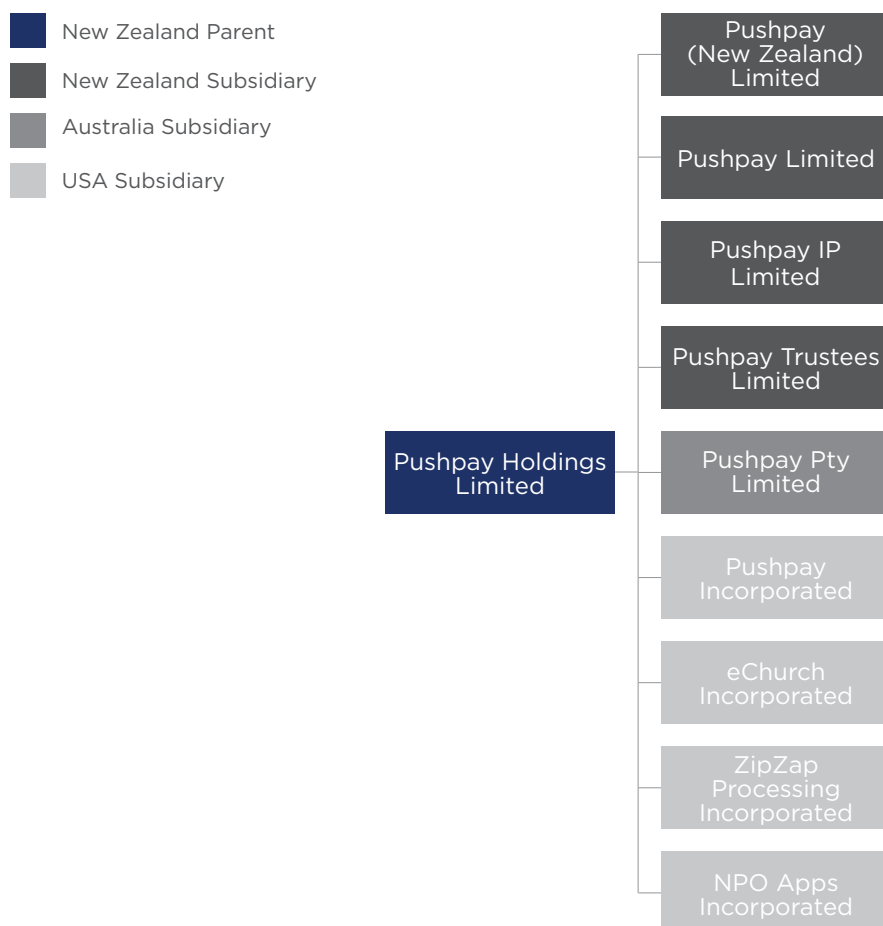 New Zealand Parent
New Zealand Subsidiary
Australia Subsidiary
USA Subsidiary
Pushpay
(New Zealand)
Limited
Pushpay Limited
Pushpay IP
Limited
Pushpay Trustees
Limited
Pushpay Holdings
Limited
Pushpay Pty
Limited
Pushpay
Incorporated
eChurch
Incorporated
ZipZap
Processing
Incorporated
NPO Apps
Incorporated